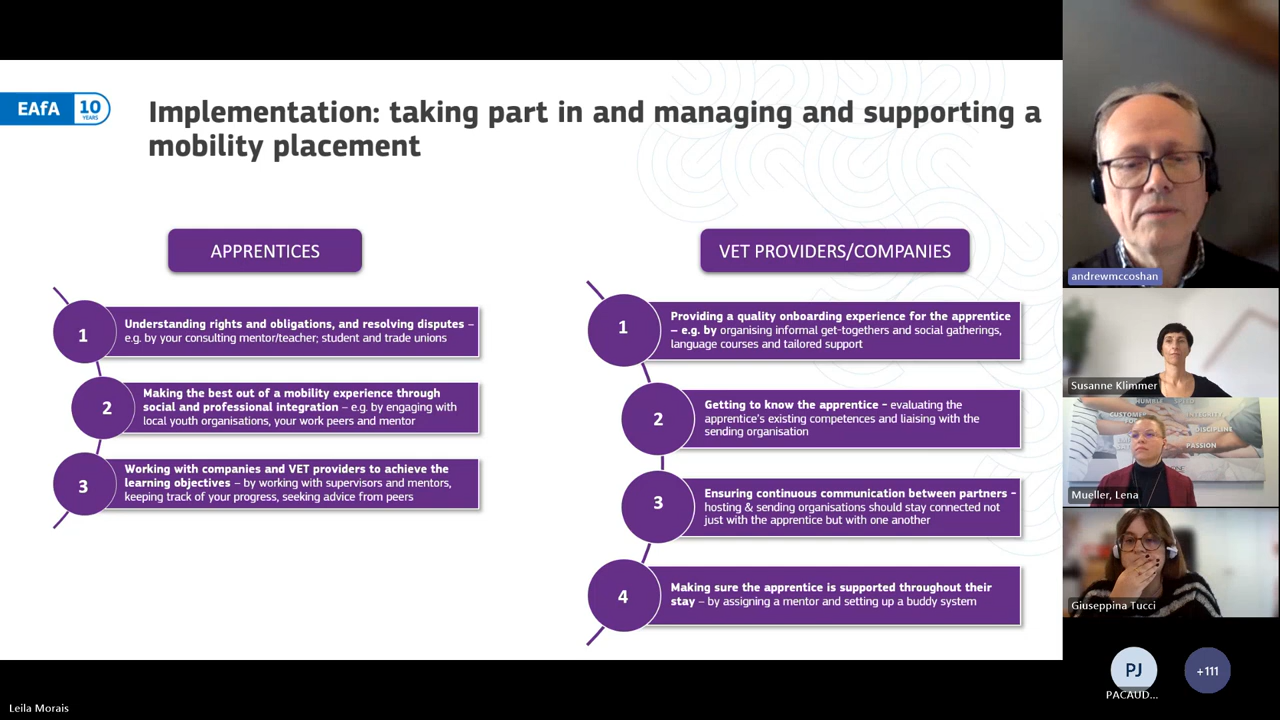 EAfA 10
YEARS
Implementation: taking part in and managing and supporting a
mobility placement
APPRENTICES
1
Understanding rights and obligations, and resolving disputes –
e.g. by your consulting mentor/teacher; student and trade unions
2
Making the best out of a mobility experience through
social and professional integration – e.g. by engaging with
local youth organisations, your work peers and mentor
3
Working with companies and VET providers to achieve the
learning objectives – by working with supervisors and mentors,
keeping track of your progress, seeking advice from peers
VET PROVIDERS/COMPANIES
1
Providing a quality onboarding experience for the apprentice
– e.g. by organising informal get-togethers and social gatherings,
language courses and tailored support
2
Getting to know the apprentice – evaluating the
apprentice's existing competences and liaising with the
sending organisation
3
Ensuring continuous communication between partners –
hosting & sending organisations should stay connected not
just with the apprentice but with one another
4
Making sure the apprentice is supported throughout their
stay – by assigning a mentor and setting up a buddy system
andrewmccoshan
Susanne Klimmer
HUMBLE
CUSTOMER
INTEGRITY
DISCIPLINE
PASSION
Mueller, Lena
Giuseppina Tucci
PJ
+111
PACAUD...
Leila Morais